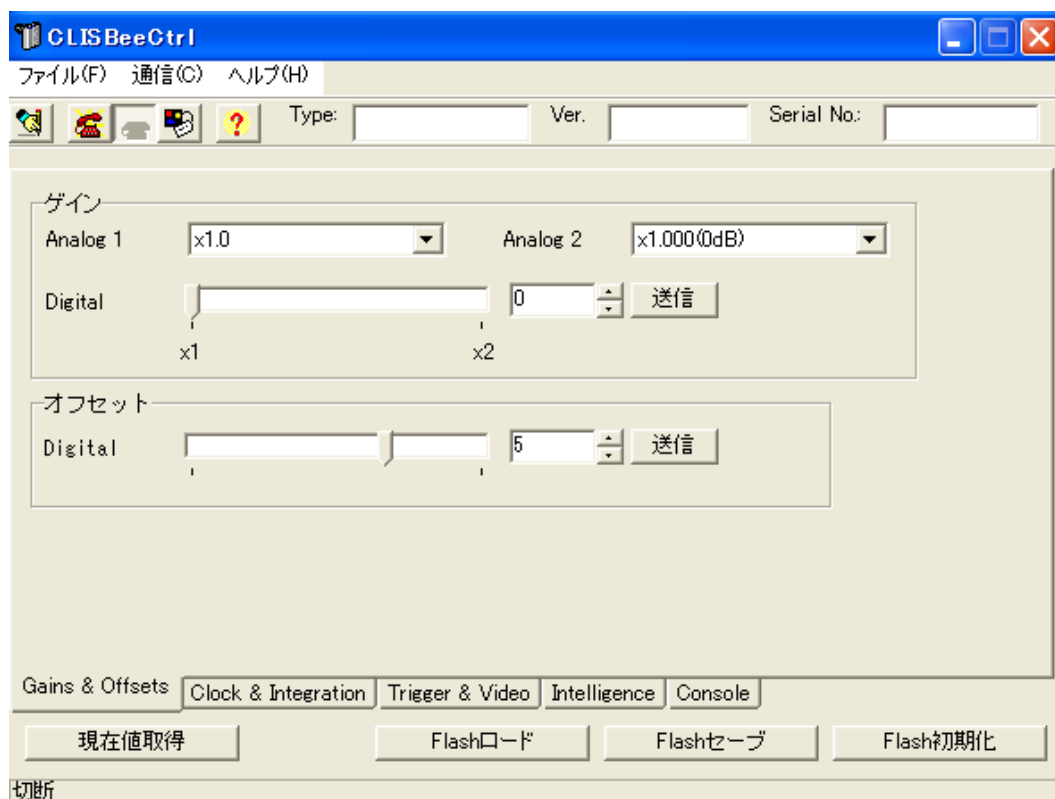 CLISBeeCtrl
ファイル(F) 通信(C) ヘルプ(H)
Type: Ver. Serial No.:
ゲイン
Analog 1 x1.0 Analog 2 x1.000(0dB)
Digital 0 送信
x1 x2
オフセット
Digital 5 送信
Gains & Offsets Clock & Integration Trigger & Video Intelligence Console
現在値取得 Flashロード Flashセーブ Flash初期化
切断